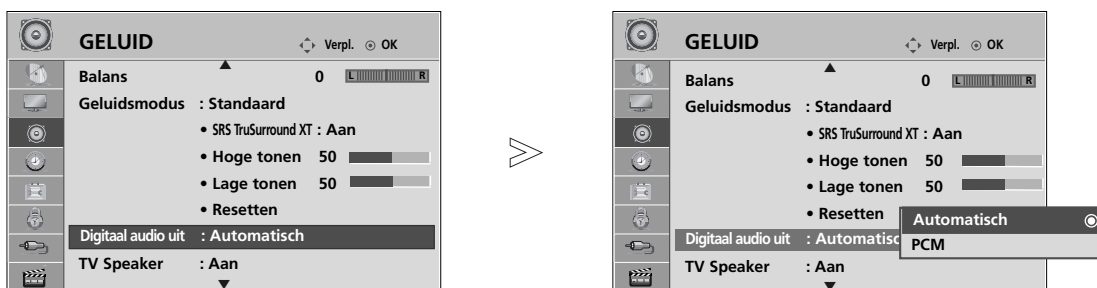 GELUID Verpl. OK
Balans 0 L R
Geluidsmodus : Standaard
• SRS TruSurround XT : Aan
• Hoge tonen 50
• Lage tonen 50
• Resetten
Digitaal audio uit : Automatisch
TV Speaker : Aan
>
GELUID Verpl. OK
Balans 0 L R
Geluidsmodus : Standaard
• SRS TruSurround XT : Aan
• Hoge tonen 50
• Lage tonen 50
• Resetten
Digitaal audio uit : Automatisc
TV Speaker : Aan
Automatisch
PCM